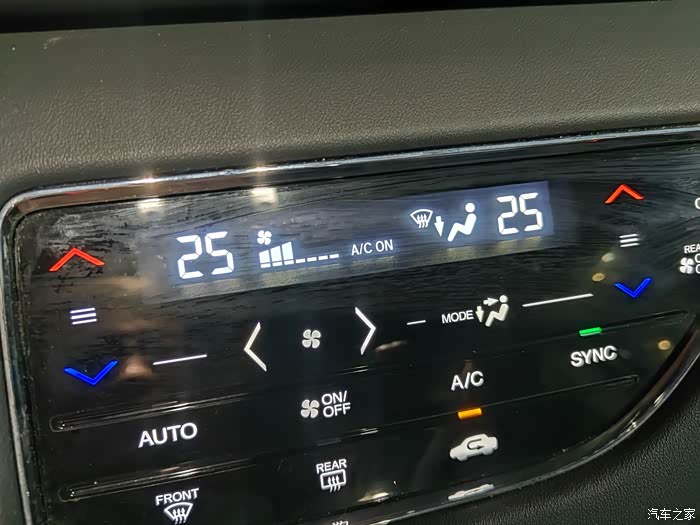 25 A/C ON 25
MODE
SYNC
A/C
ON/
OFF
AUTO
REAR
FRONT
汽车之家